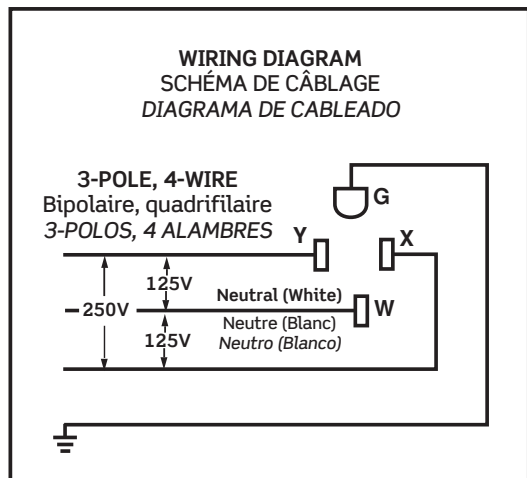 WIRING DIAGRAM
SCHÉMA DE CÂBLAGE
DIAGRAMA DE CABLEADO
3-POLE, 4-WIRE
Bipolaire, quadrifilaire
3-POLOS, 4 ALAMBRES
G
Y
X
125V
250V
Neutral (White)
W
Neutre (Blanc)
125V
Neutro (Blanco)